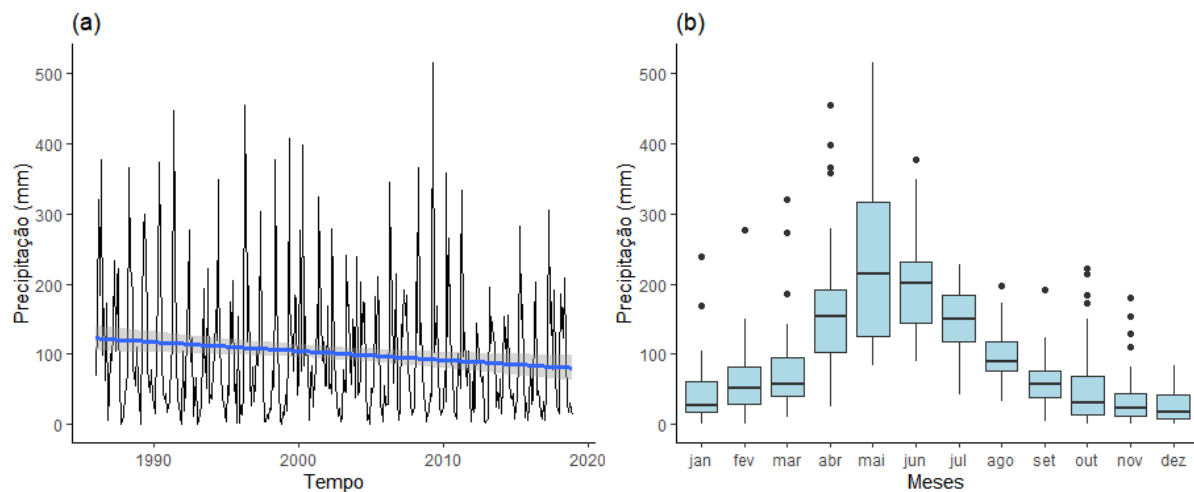 (a)
Precipitação (mm)
500
400
300
200
100
0
1990 2000 2010 2020
Tempo
(b)
Precipitação (mm)
500
400
300
200
100
0
jan fev mar abr mai jun jul ago set out nov dez
Meses